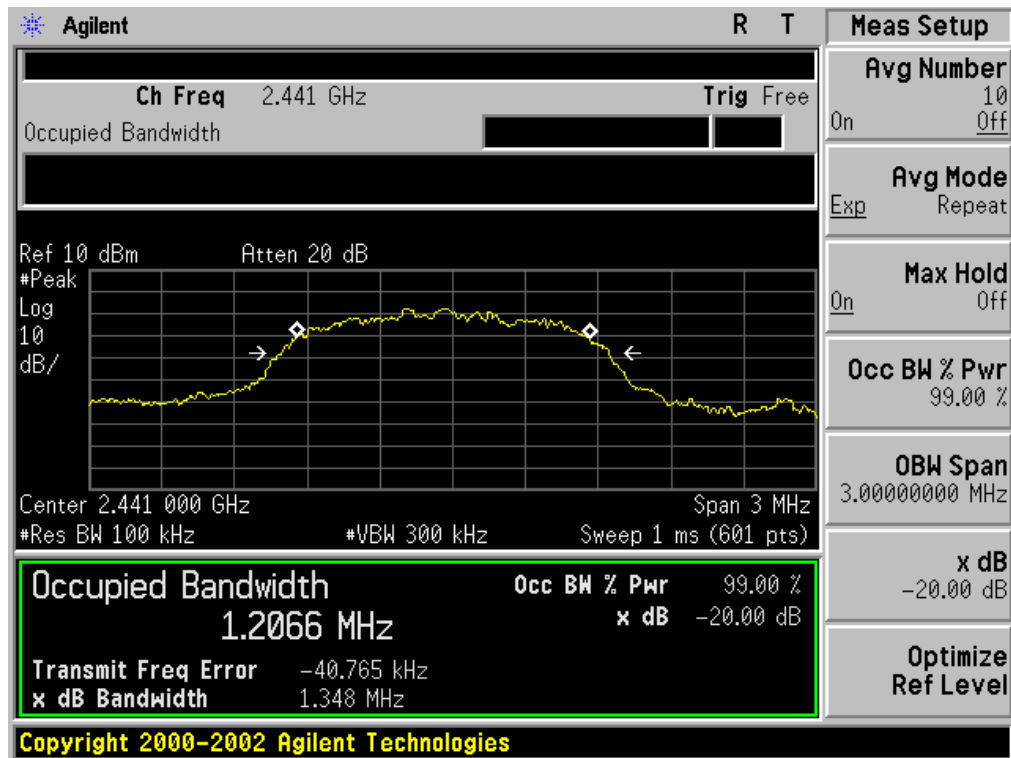 Agilent R T
Ch Freq 2.441 GHz Trig Free
Occupied Bandwidth
Ref 10 dBm Atten 20 dB
#Peak
Log
10
dB/
Center 2.441 000 GHz Span 3 MHz
#Res BW 100 kHz #VBW 300 kHz Sweep 1 ms (601 pts)
Occupied Bandwidth Occ BW % Pwr 99.00 %
1.2066 MHz x dB -20.00 dB
Transmit Freq Error -40.765 kHz
x dB Bandwidth 1.348 MHz
Copyright 2000-2002 Agilent Technologies
Meas Setup
Avg Number
10
On Off
Avg Mode
Exp Repeat
Max Hold
On Off
Occ BW % Pwr
99.00 %
OBW Span
3.00000000 MHz
x dB
-20.00 dB
Optimize
Ref Level